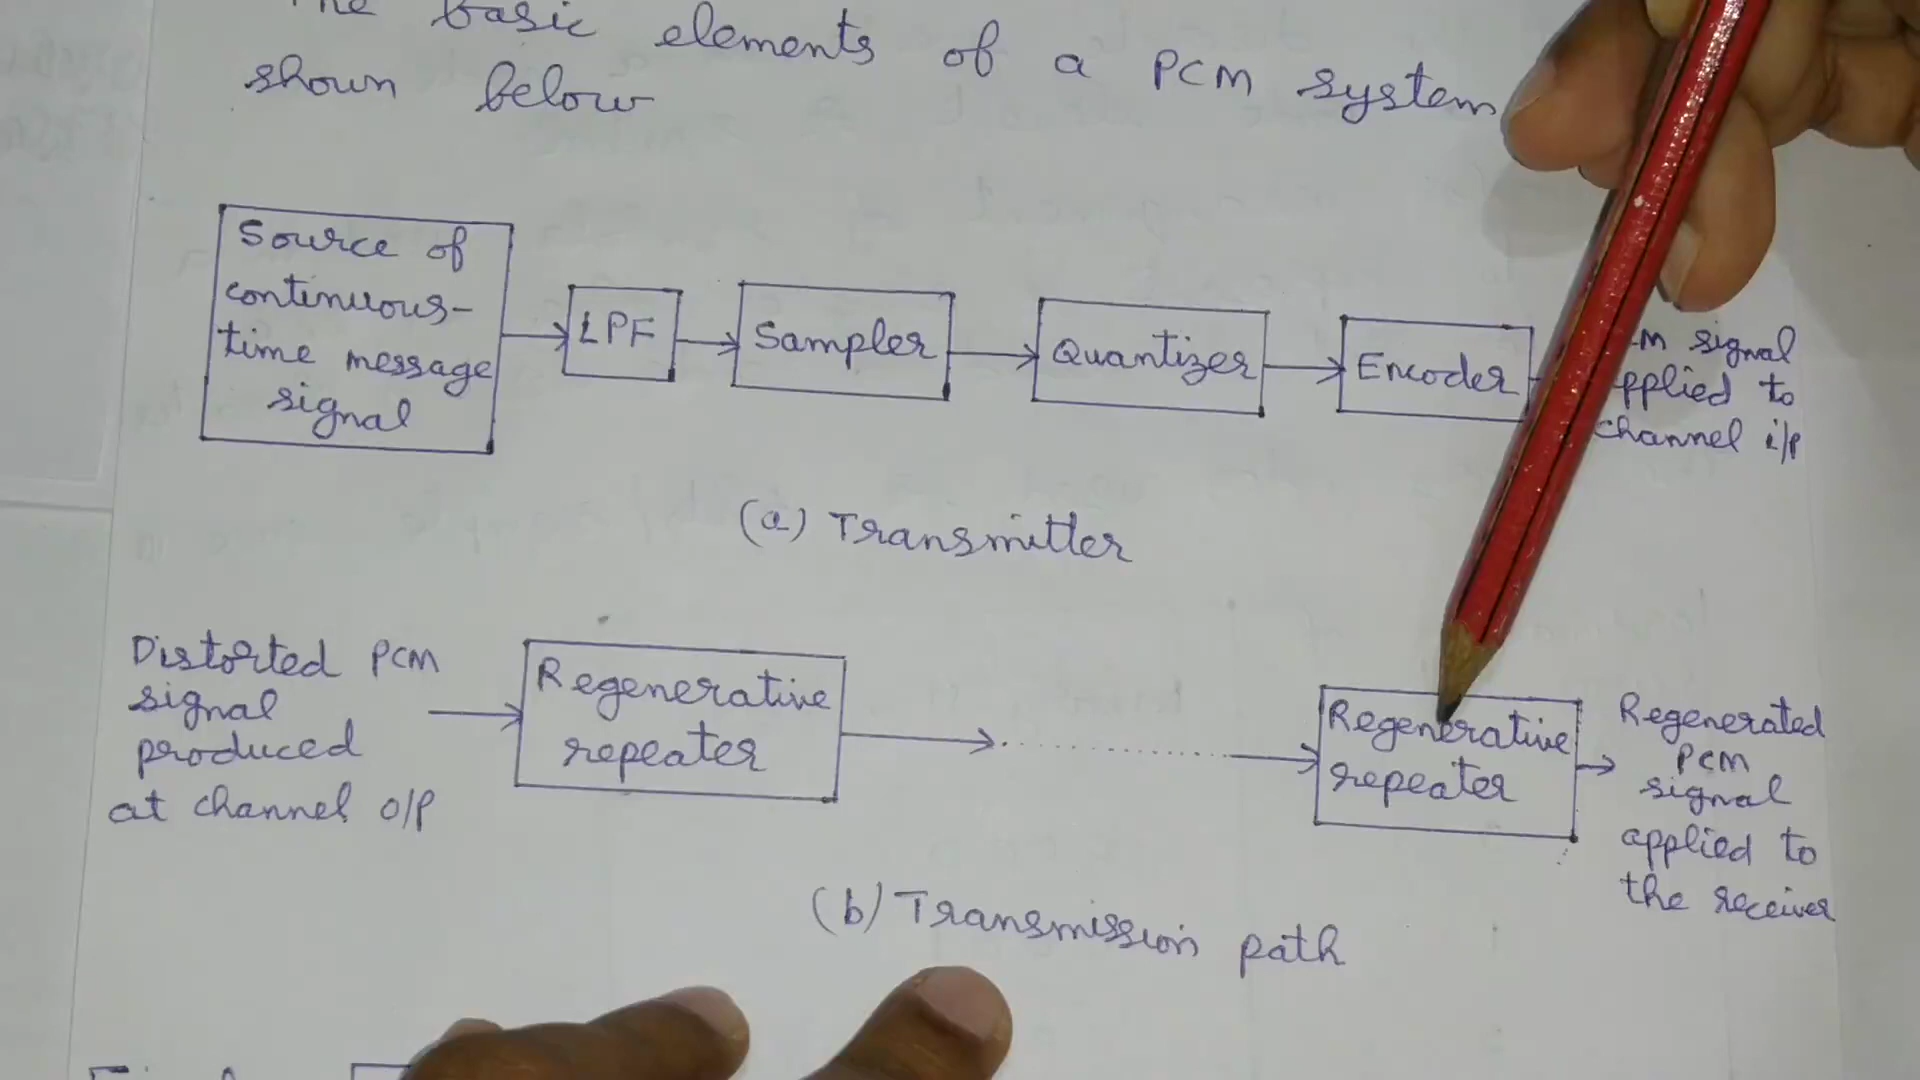 basic elements of a PCM system
shown below
Source of
continuous-
time message
signal
LPF
Sampler
Quantizer
Encoder
signal
applied to
channel i/p
(a) Transmitter
Distorted PCM
signal
produced
at channel o/p
Regenerative
repeater
Regenerative
repeater
Regenerated
PCM
signal
applied to
the receiver
(b) Transmission path